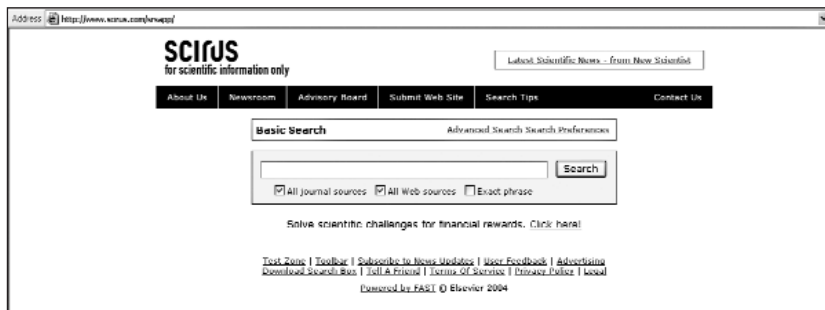 Address http://www.scirus.com/srsapp/
SCIRUS
for scientific information only
Latest Scientific News - from New Scientist
About Us Newsroom Advisory Board Submit Web Site Search Tips Contact Us
Basic Search Advanced Search Search Preferences
Search
All journal sources All Web sources Exact phrase
Solve scientific challenges for financial rewards. Click here!
Test Zone | Toolbar | Subscribe to News Updates | User Feedback | Advertising
Download Search Box | Tell A Friend | Terms Of Service | Privacy Policy | Legal
Powered by FAST © Elsevier 2004